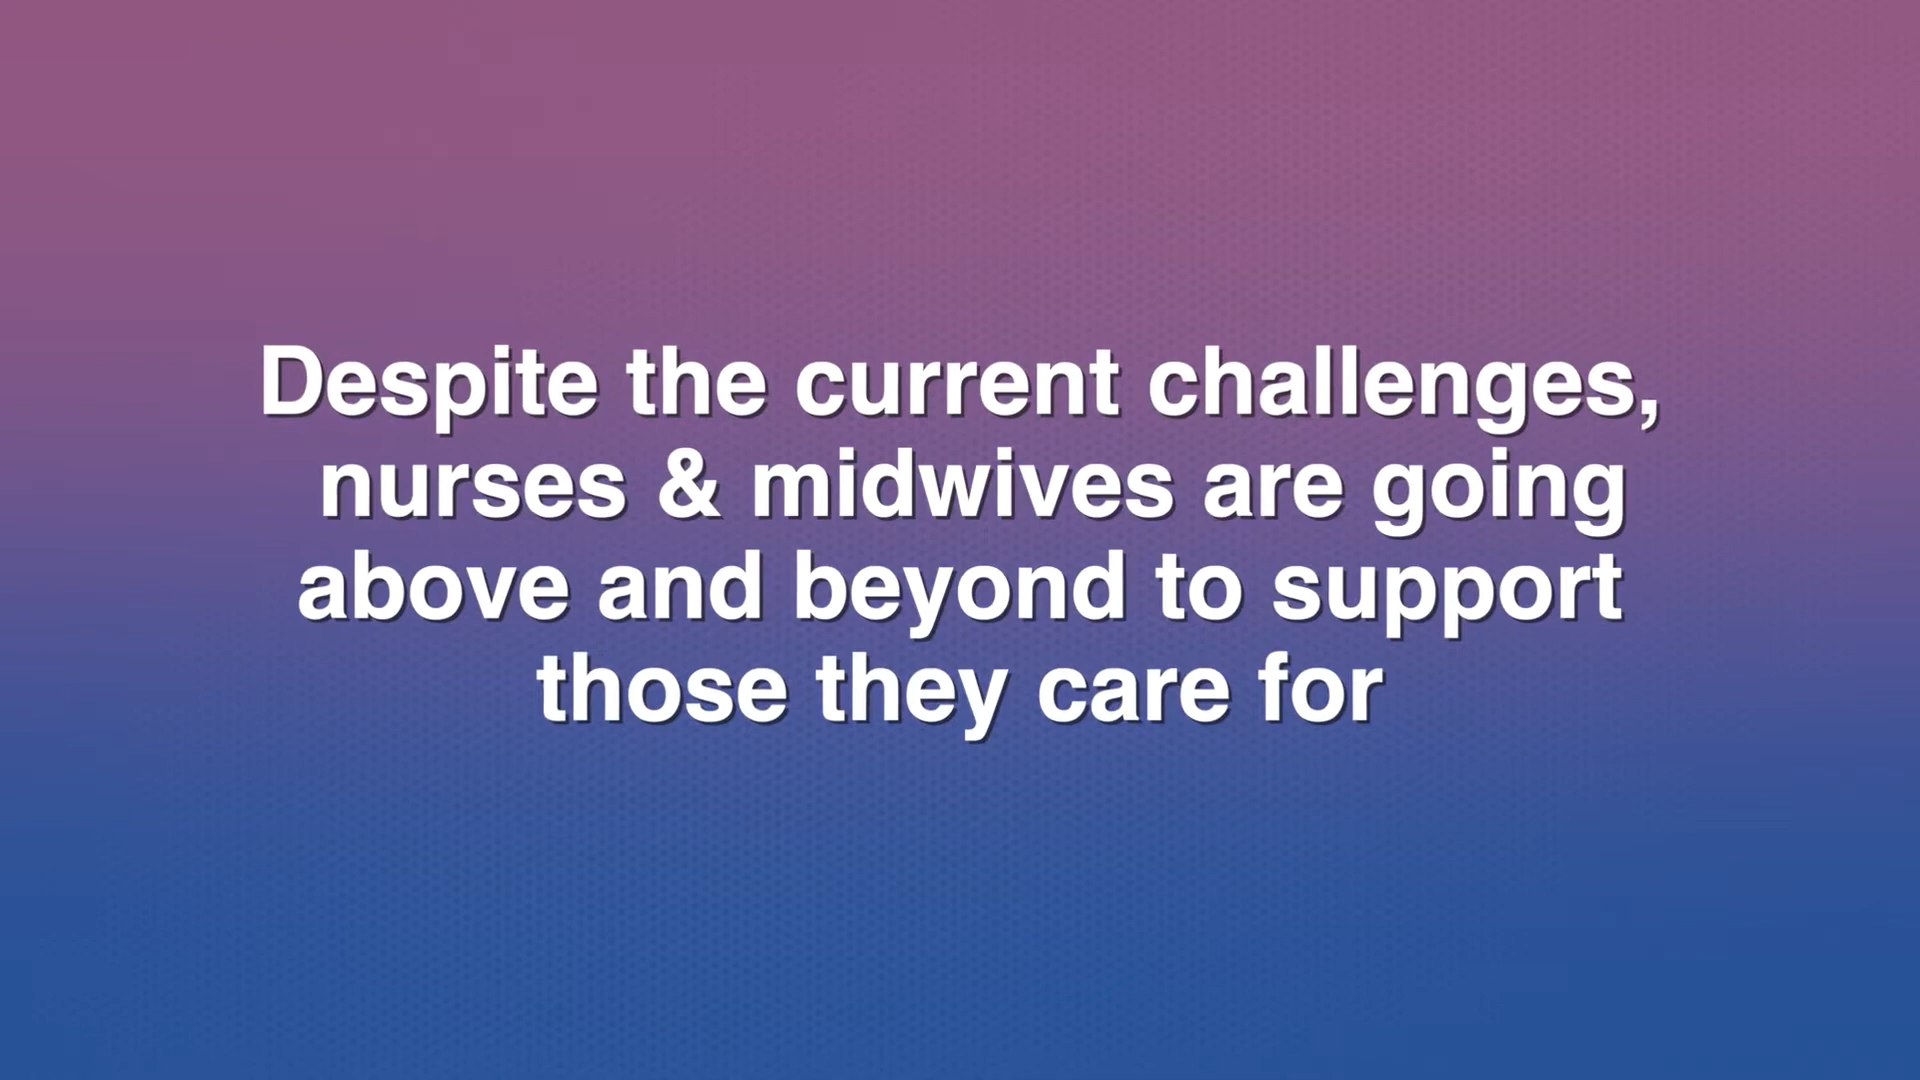 Despite the current challenges,
nurses & midwives are going
above and beyond to support
those they care for